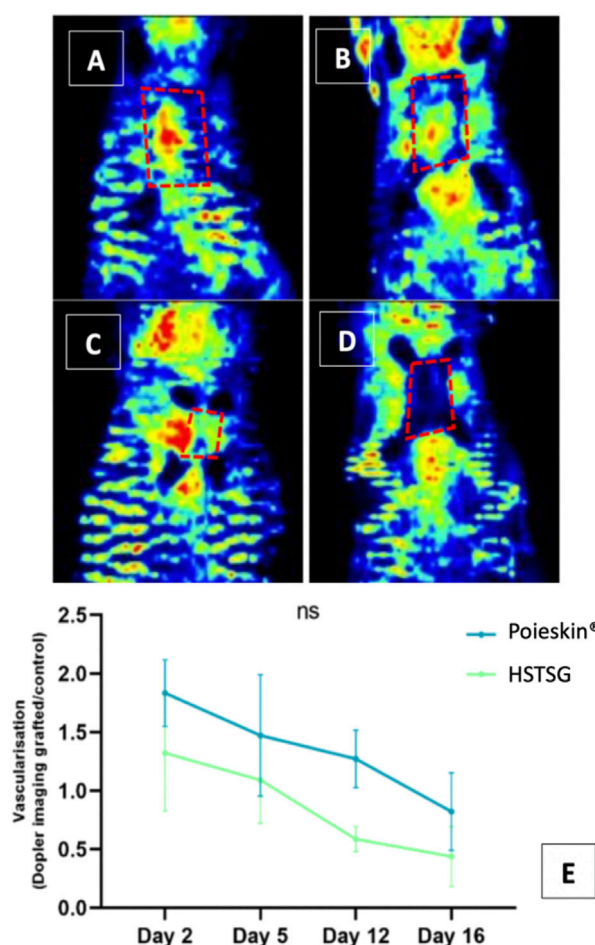 A
B
C
D
ns
Poieskin®
HSTSG
Vascularisation
(Dopler imaging grafted/control)
2.5
2.0
1.5
1.0
0.5
0.0
Day 2
Day 5
Day 12
Day 16
E